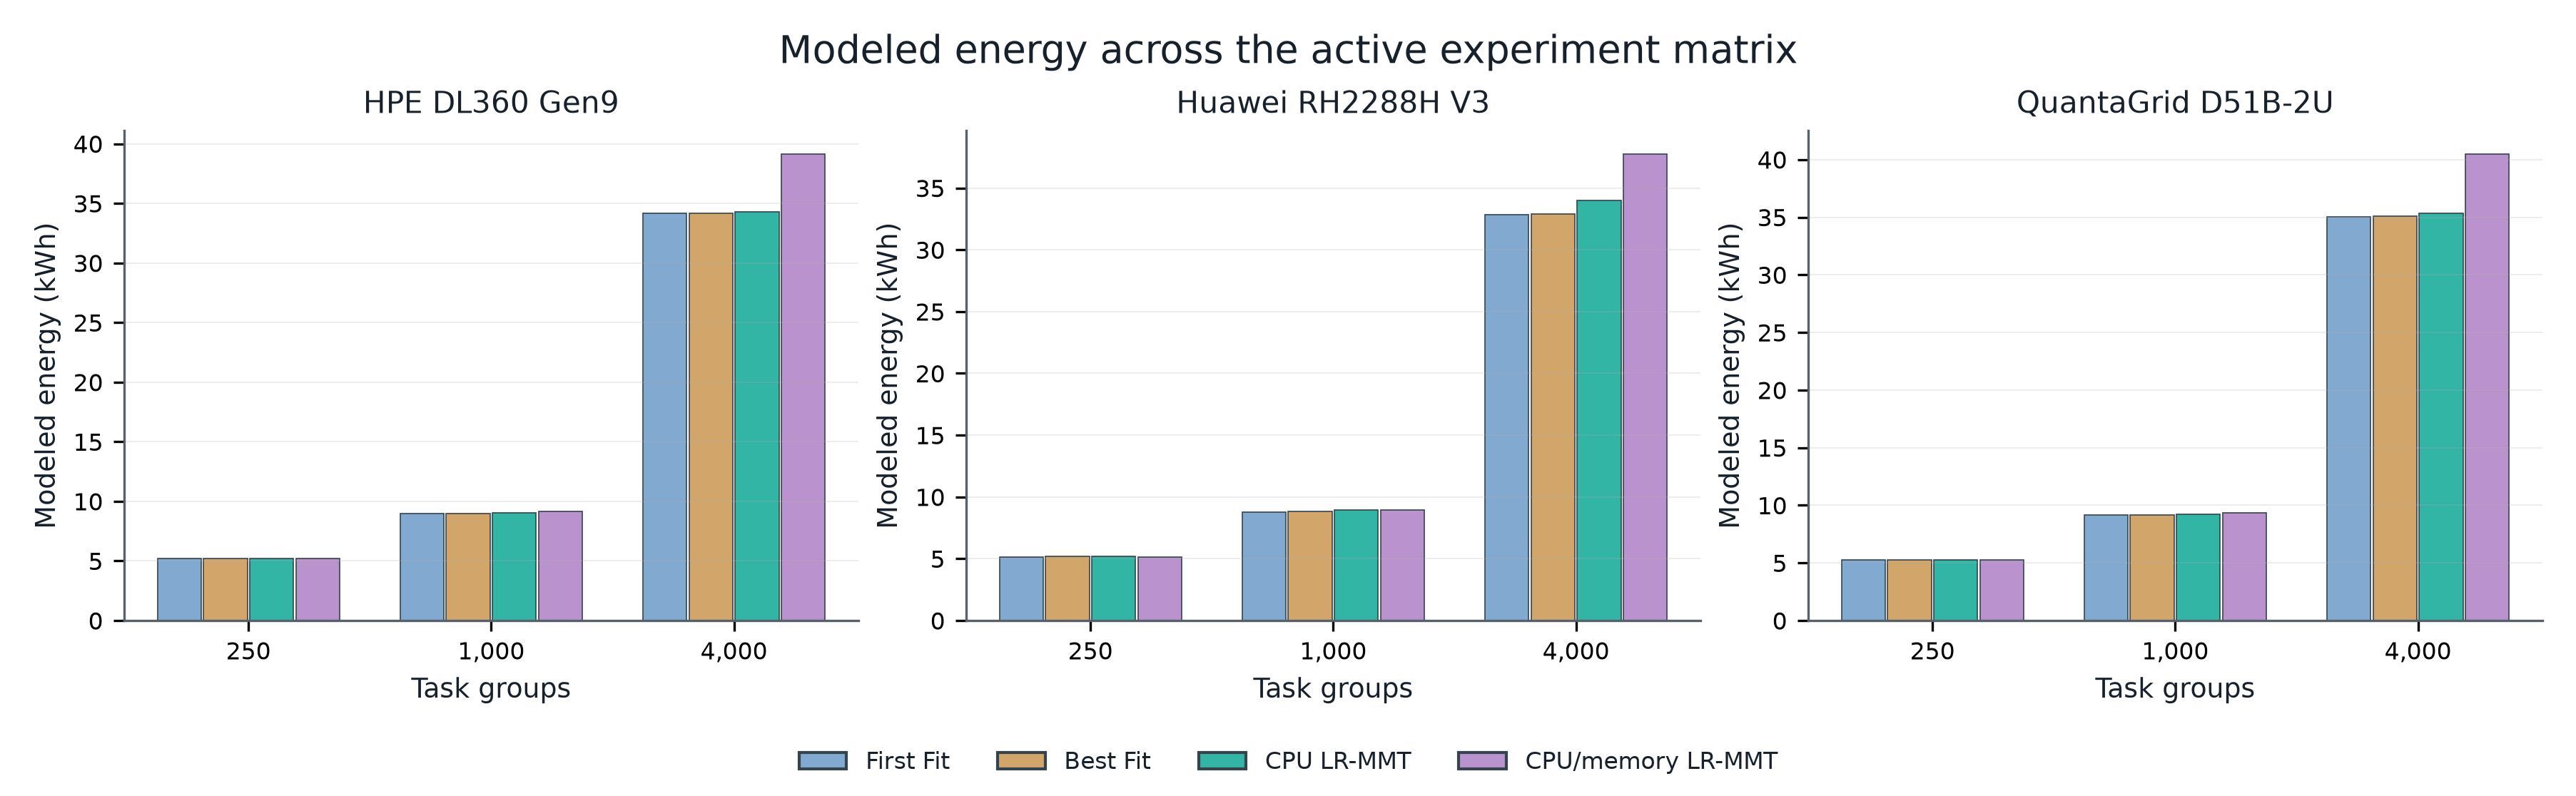 Modeled energy across the active experiment matrix
HPE DL360 Gen9
Modeled energy (kWh)
40
35
30
25
20
15
10
5
0
250
1,000
4,000
Task groups
Huawei RH2288H V3
Modeled energy (kWh)
35
30
25
20
15
10
5
0
250
1,000
4,000
Task groups
QuantaGrid D51B-2U
Modeled energy (kWh)
40
35
30
25
20
15
10
5
0
250
1,000
4,000
Task groups
First Fit
Best Fit
CPU LR-MMT
CPU/memory LR-MMT